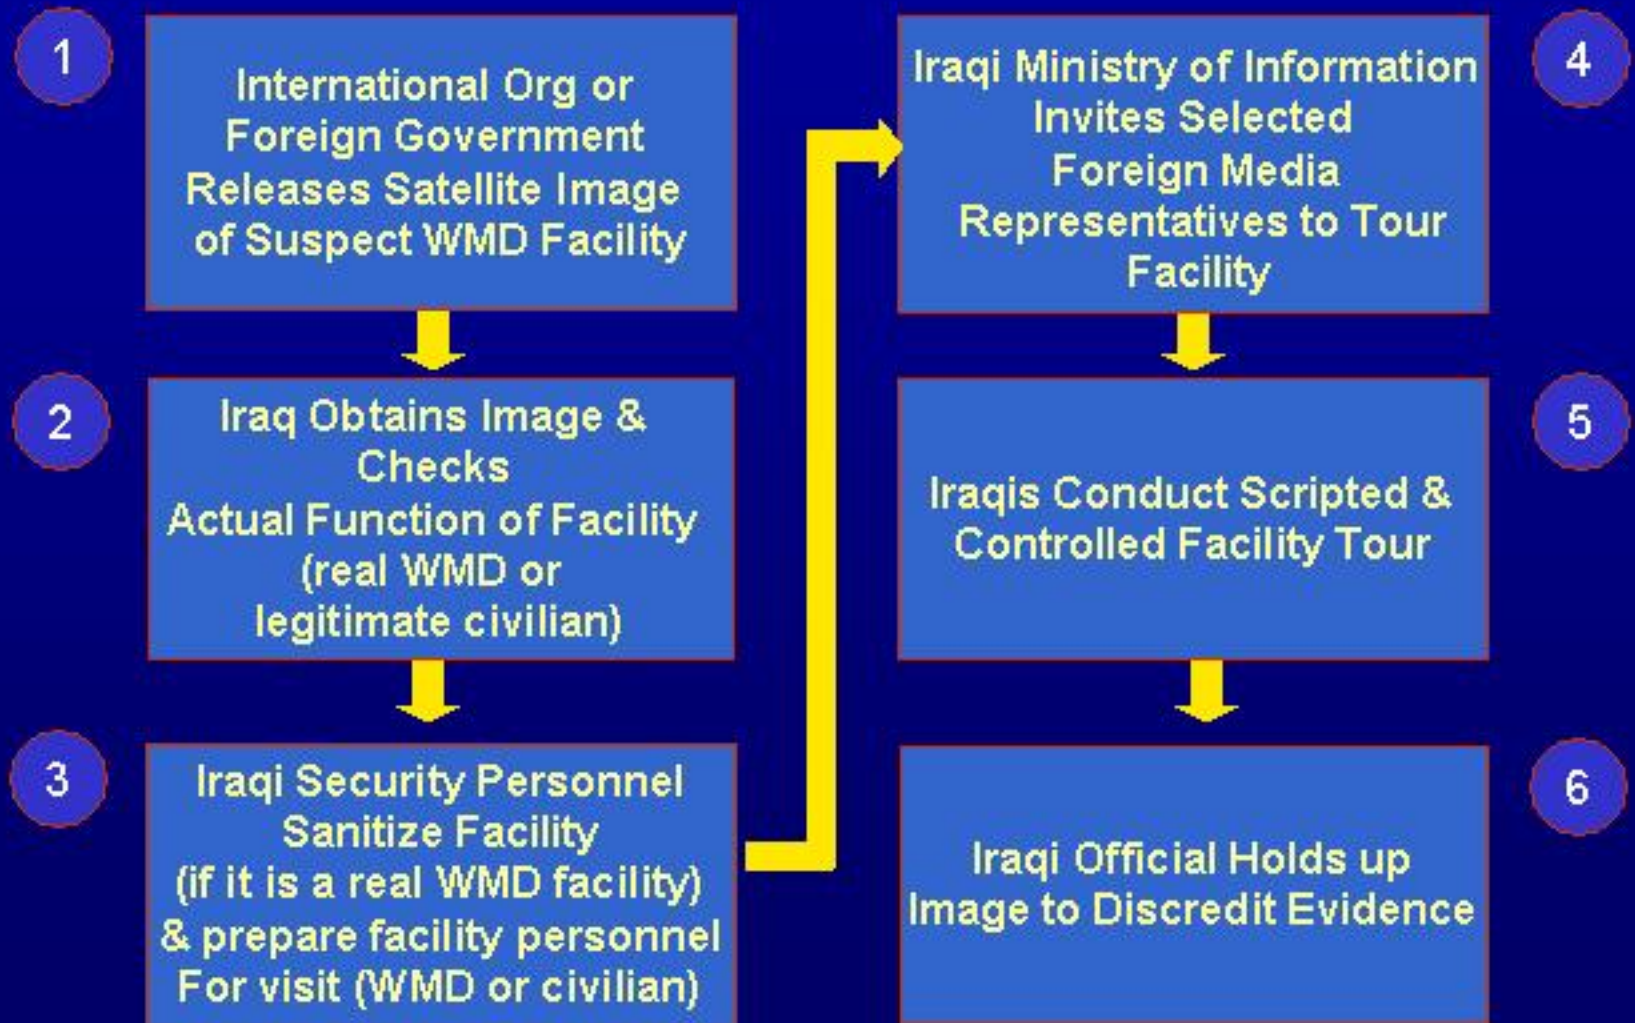 1
International Org or
Foreign Government
Releases Satellite Image
of Suspect WMD Facility
2
Iraq Obtains Image &
Checks
Actual Function of Facility
(real WMD or
legitimate civilian)
3
Iraqi Security Personnel
Sanitize Facility
(if it is a real WMD facility)
& prepare facility personnel
For visit (WMD or civilian)
4
Iraqi Ministry of Information
Invites Selected
Foreign Media
Representatives to Tour
Facility
5
Iraqis Conduct Scripted &
Controlled Facility Tour
6
Iraqi Official Holds up
Image to Discredit Evidence